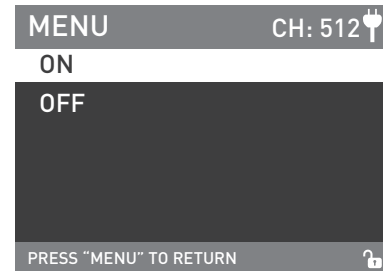 MENU CH: 512
ON
OFF
PRESS “MENU” TO RETURN